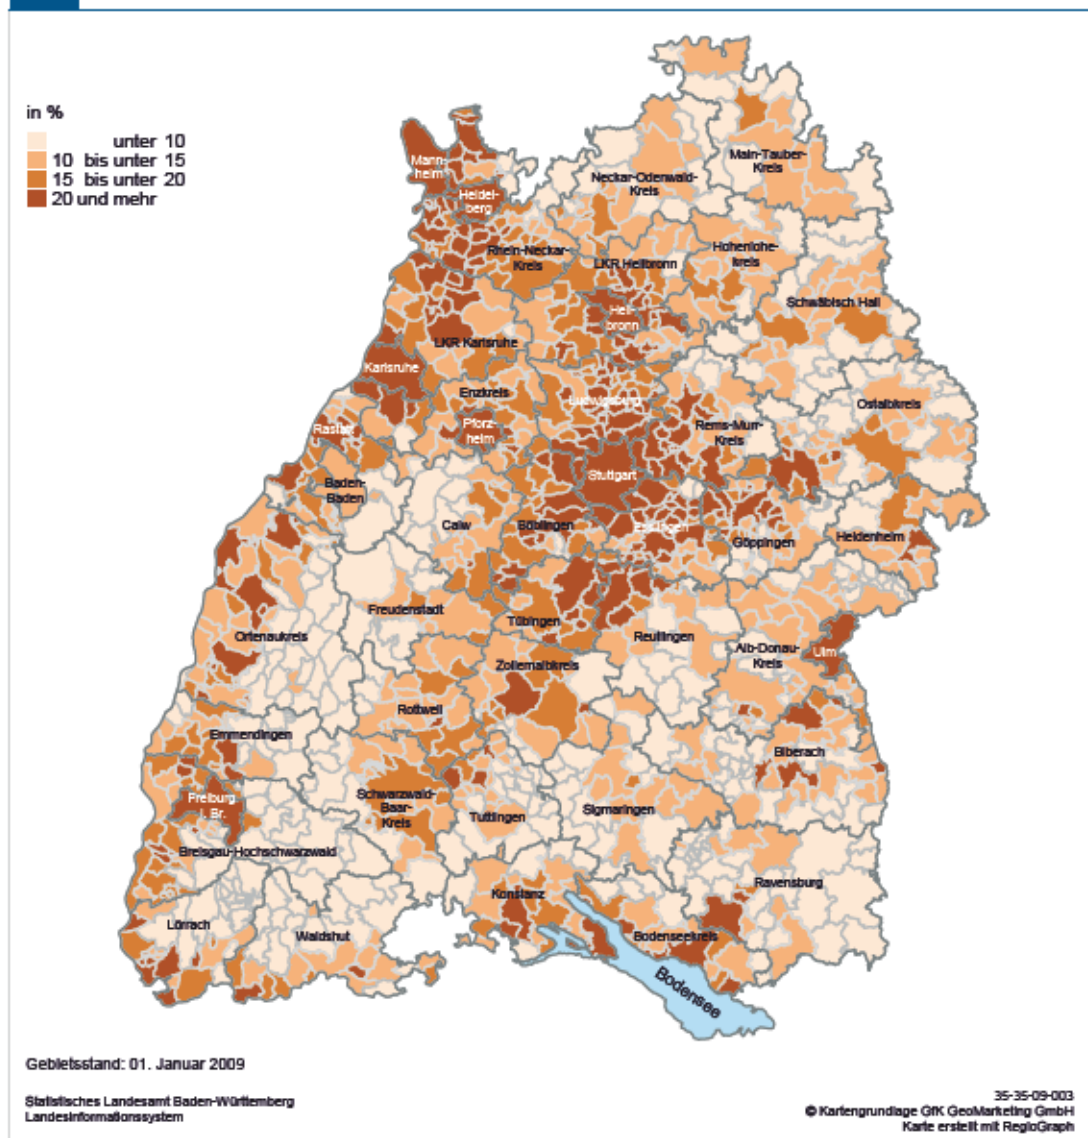 in %
unter 10
10 bis unter 15
15 bis unter 20
20 und mehr
Mann-
heim
Heidel-
berg
Main-Tauber-
Kreis
Neckar-Odenwald-
Kreis
Rhein-Neckar-
Kreis
LKR Heilbronn
Hohenlohe-
kreis
Schwäbisch Hall
Heil-
bronn
LKR Karlsruhe
Karlsruhe
Enzkreis
Ludwigsburg
Ostalbkreis
Rastatt
Pforz-
heim
Rems-Murr-
Kreis
Stuttgart
Baden-
Baden
Calw
Böblingen
Esslingen
Göppingen
Heidenheim
Freudenstadt
Tübingen
Ortenaukreis
Reutlingen
Zollernalbkreis
Alb-Donau-
Kreis
Ulm
Rottweil
Emmendingen
Biberach
Freiburg
i. Br.
Schwarzwald-
Baar-
Kreis
Tuttlingen
Sigmaringen
Breisgau-Hochschwarzwald
Ravensburg
Konstanz
Lörrach
Waldshut
Bodenseekreis
Bodensee
Gebietsstand: 01. Januar 2009
Statistisches Landesamt Baden-Württemberg
Landesinformationssystem
35-35-09-003
© Kartengrundlage GfK GeoMarketing GmbH
Karte erstellt mit RegioGraph